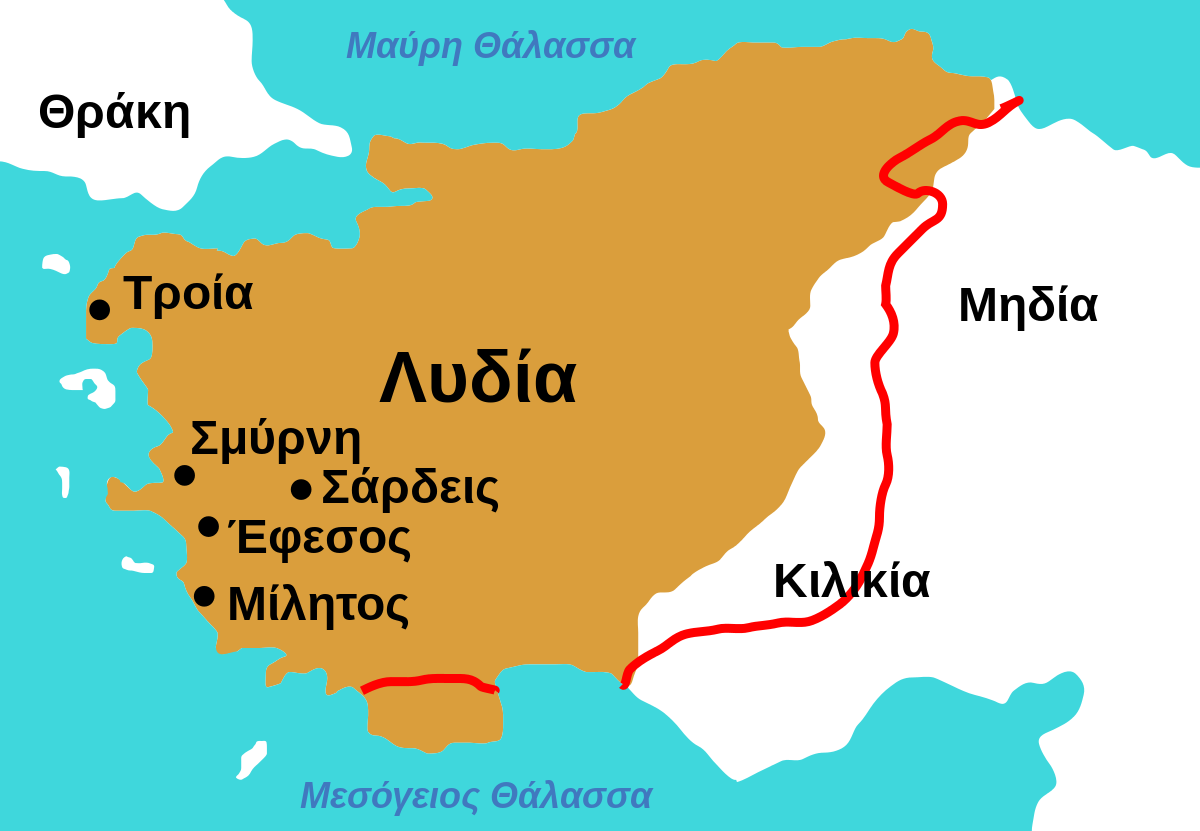 Μαύρη Θάλασσα
Θράκη
Τροία
Μηδία
Λυδία
Σμύρνη
Σάρδεις
Έφεσος
Κιλικία
Μίλητος
Μεσόγειος Θάλασσα